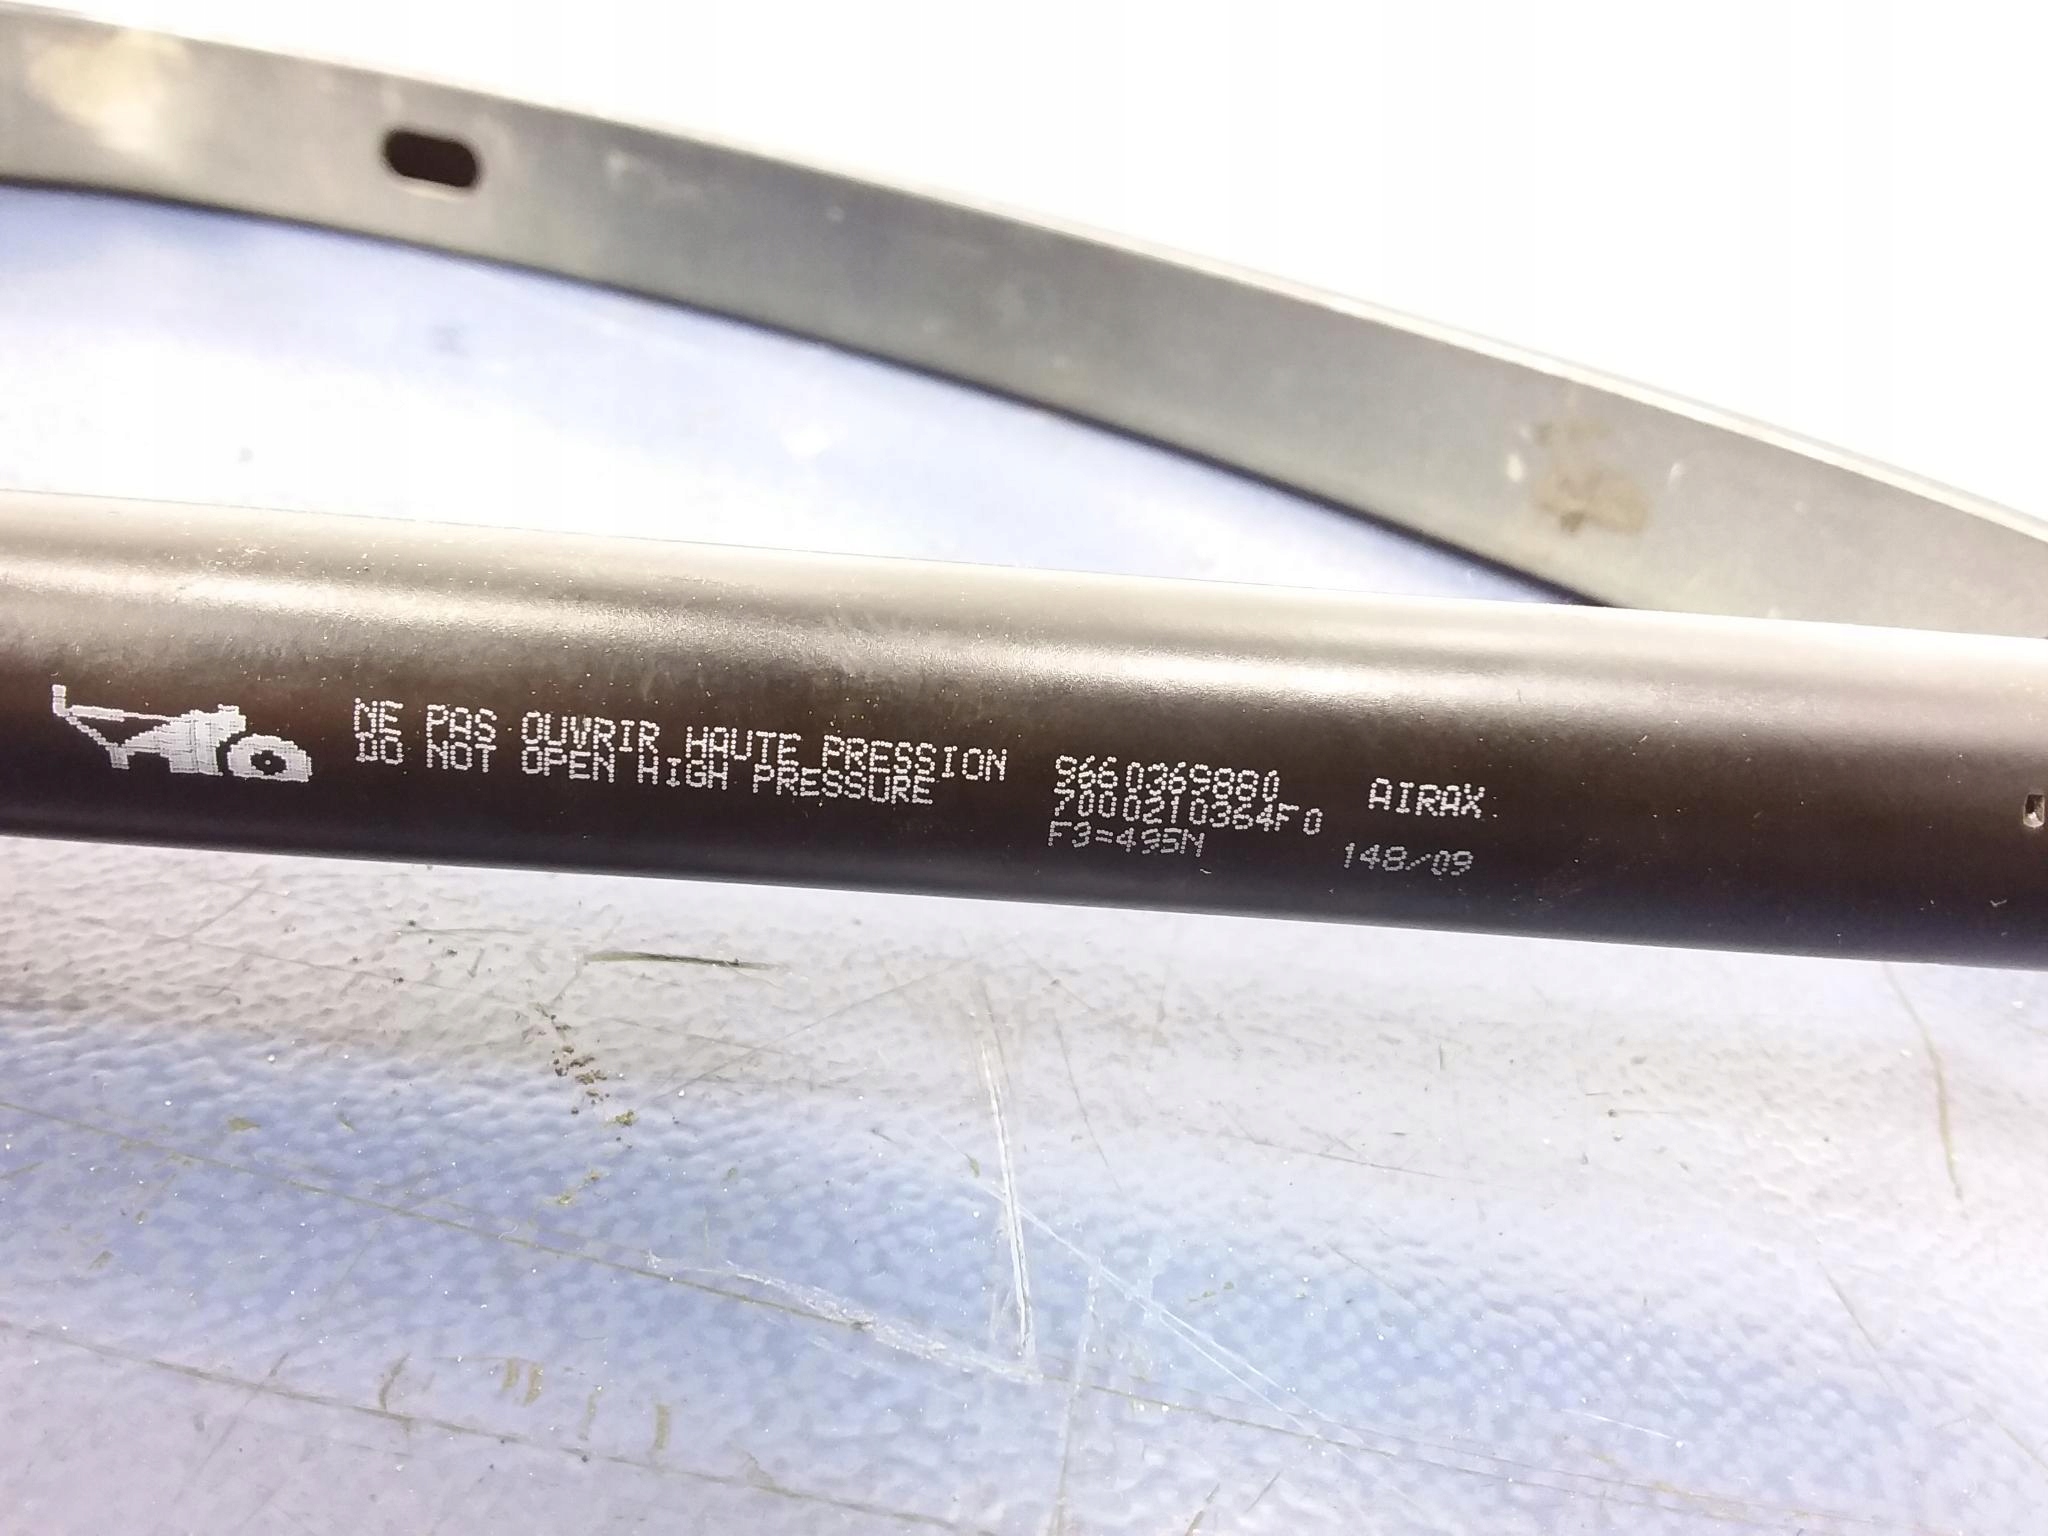 NE PAS OUVRIR HAUTE PRESSION
DO NOT OPEN HIGH PRESSURE
9660369880
7000210364F0
F3=495N
AIRAX
148/09